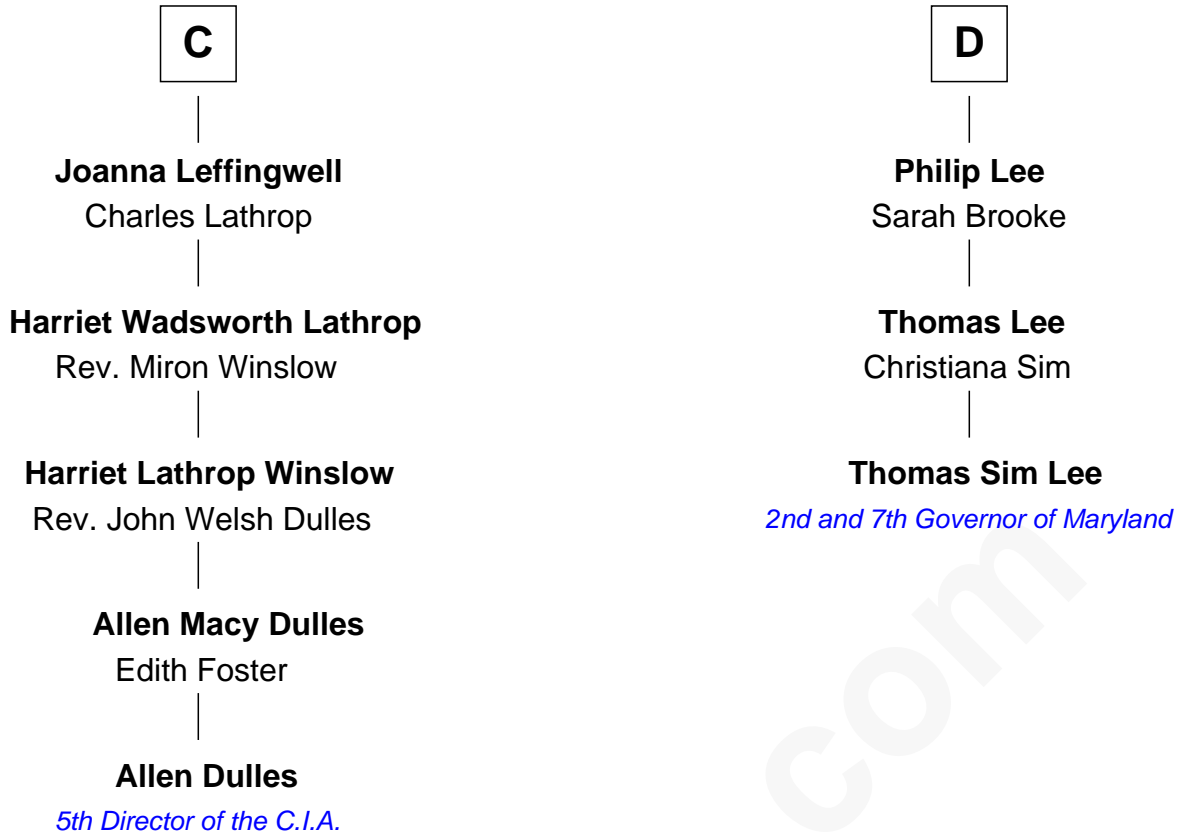 C
Joanna Leffingwell
Charles Lathrop
Harriet Wadsworth Lathrop
Rev. Miron Winslow
Harriet Lathrop Winslow
Rev. John Welsh Dulles
Allen Macy Dulles
Edith Foster
Allen Dulles
5th Director of the C.I.A.
D
Philip Lee
Sarah Brooke
Thomas Lee
Christiana Sim
Thomas Sim Lee
2nd and 7th Governor of Maryland
com